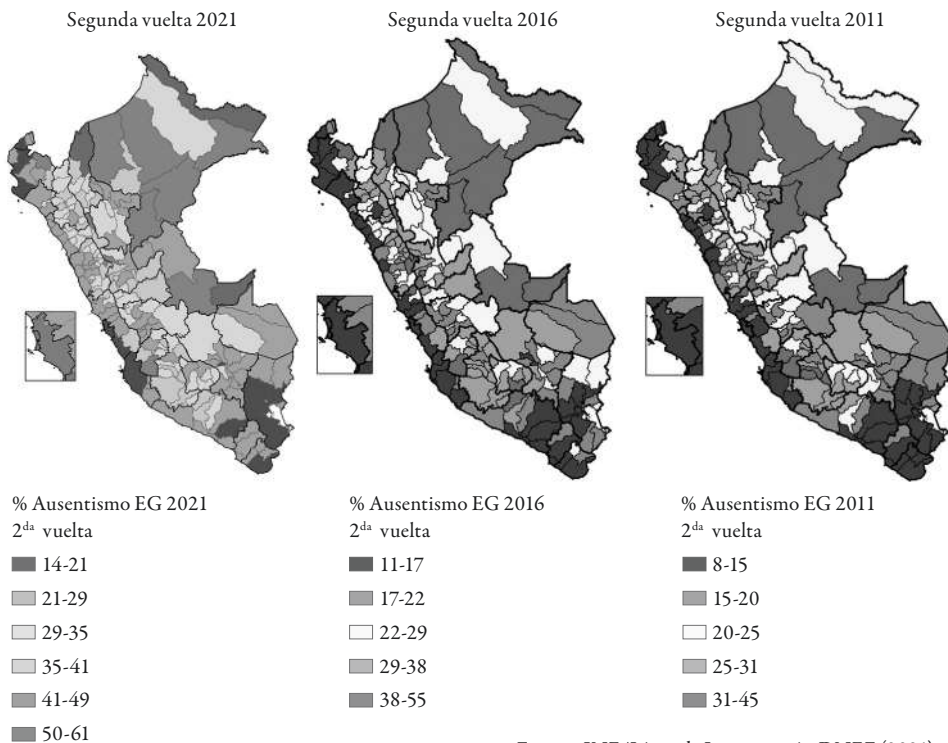 Segunda vuelta 2021
Segunda vuelta 2016
Segunda vuelta 2011
% Ausentismo EG 2021
2da vuelta
14-21
21-29
29-35
35-41
41-49
50-61
% Ausentismo EG 2016
2da vuelta
11-17
17-22
22-29
29-38
38-55
% Ausentismo EG 2011
2da vuelta
8-15
15-20
20-25
25-31
31-45